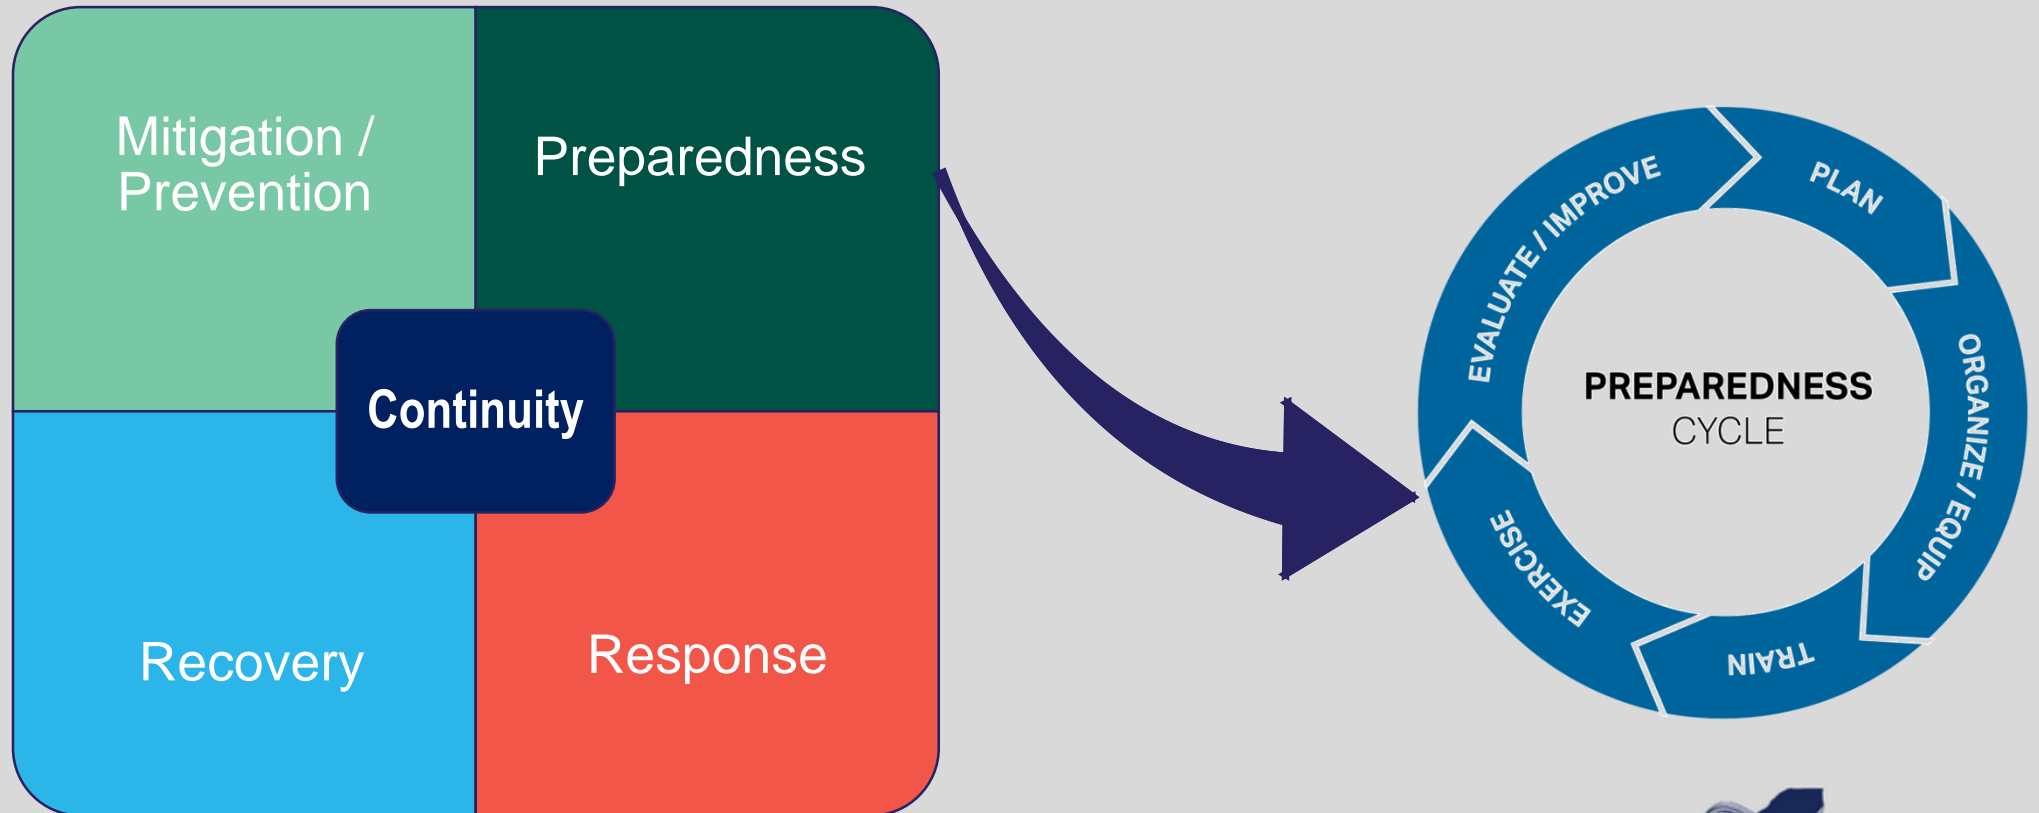 Mitigation /
Prevention
Preparedness
Continuity
Recovery
Response
PREPAREDNESS
CYCLE
PLAN
ORGANIZE / EQUIP
TRAIN
EXERCISE
EVALUATE / IMPROVE